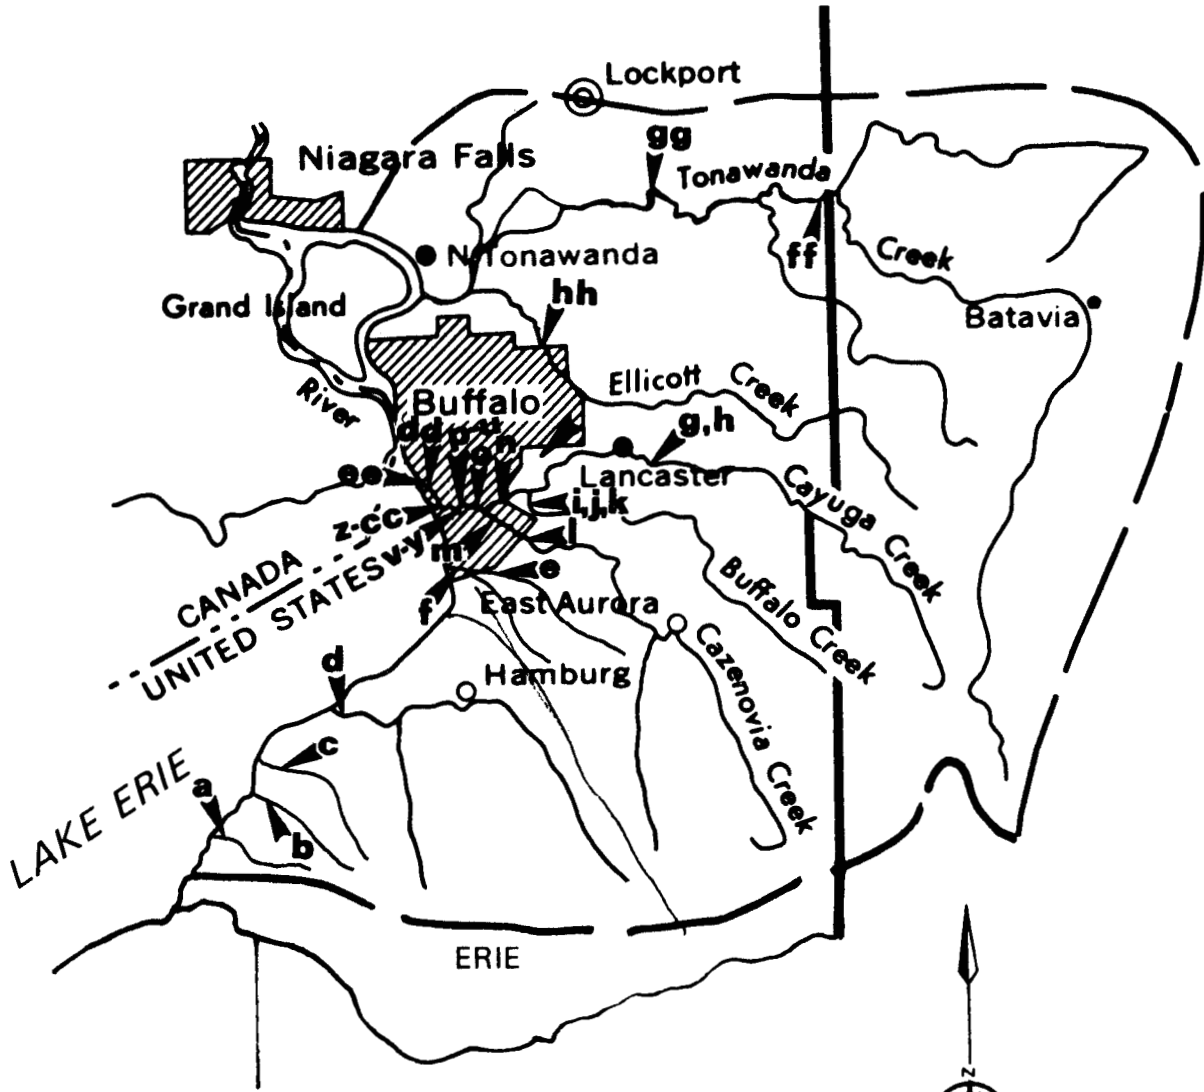 Lockport
gg
Niagara Falls
Tonawanda
ff
Creek
N Tonawanda
hh
Grand Island
Batavia
River
Ellicott Creek
Buffalo
dd
n
g,h
ee
Lancaster
Cayuga Creek
z-cc
i,j,k
v-y
m
l
CANADA
UNITED STATES
e
f
East Aurora
Buffalo Creek
d
Hamburg
Cazenovia Creek
c
LAKE ERIE
a
b
ERIE
z